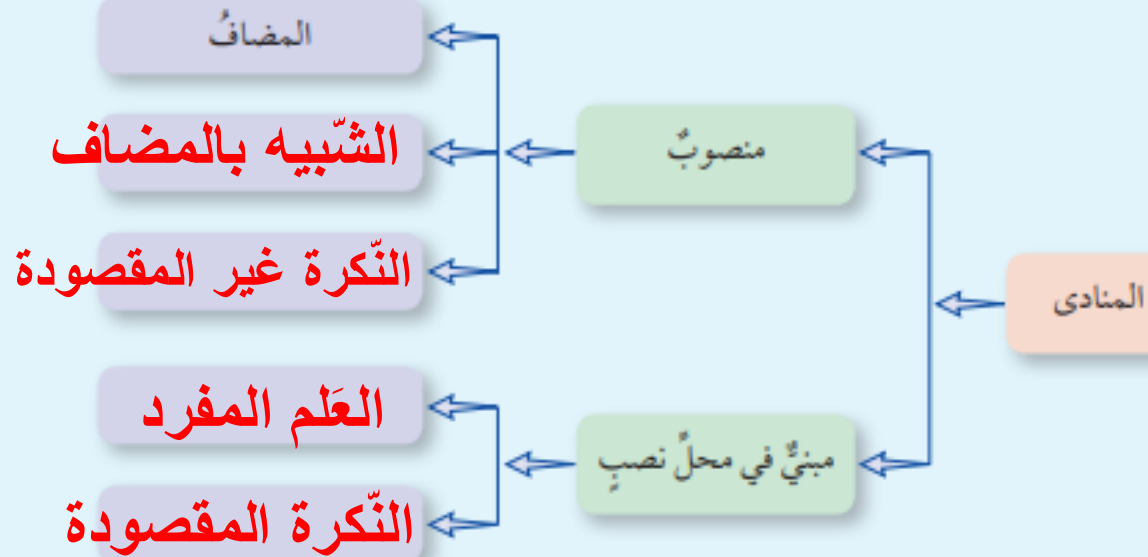 المنادى
منصوبٌ
المضافُ
الشّبيه بالمضاف
النّكرة غير المقصودة
مبنيٌّ في محلِّ نصبٍ
العَلم المفرد
النّكرة المقصودة